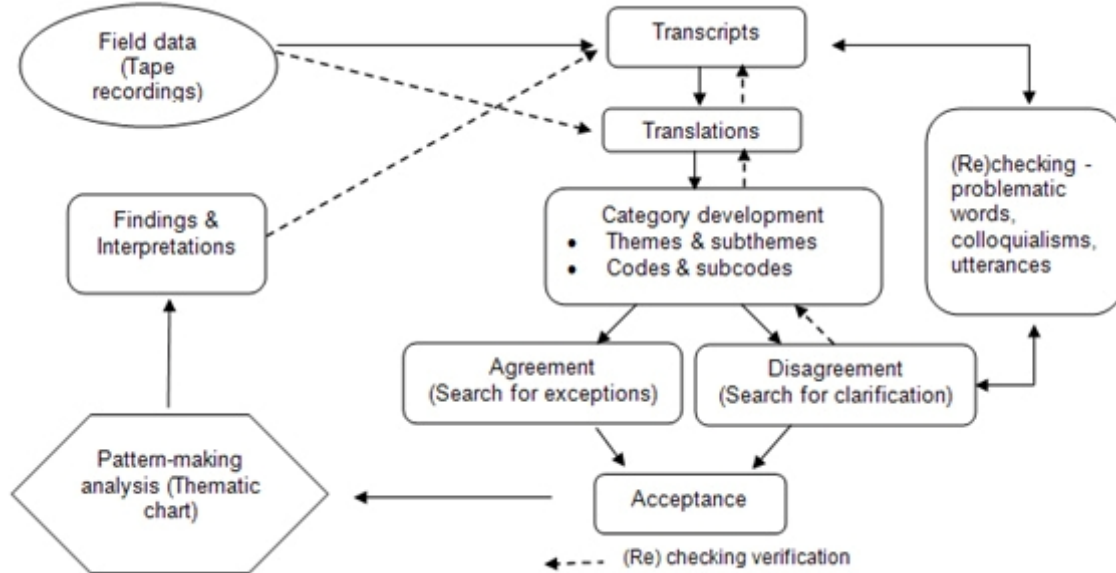 Field data
(Tape
recordings)
Transcripts
Translations
(Re)checking -
problematic
words,
colloquialisms,
utterances
Findings &
Interpretations
Category development
• Themes & subthemes
• Codes & subcodes
Agreement
(Search for exceptions)
Disagreement
(Search for clarification)
Pattern-making
analysis (Thematic
chart)
Acceptance
(Re) checking verification